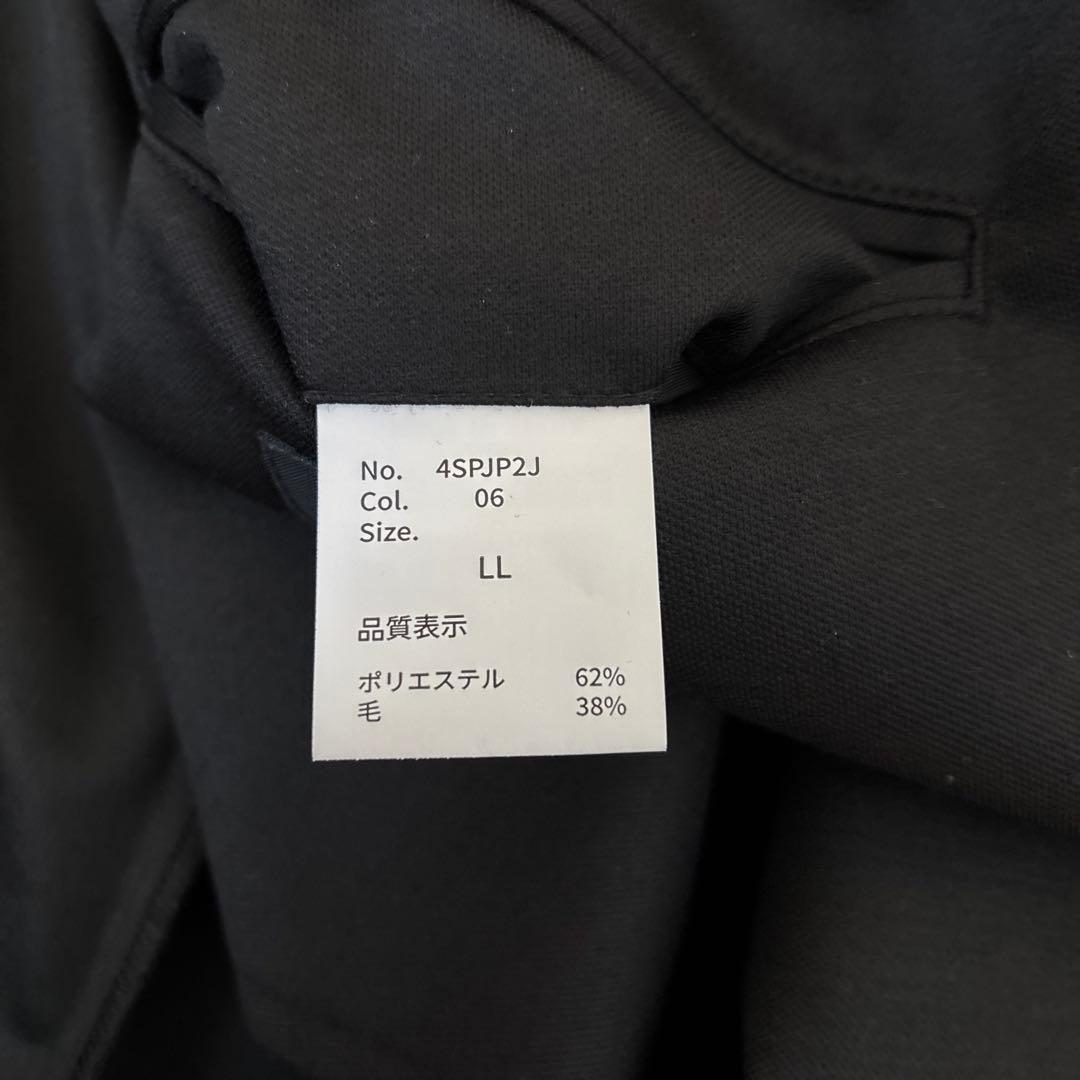 No. 4SPJP2J
Col. 06
Size.
LL
品質表示
ポリエステル 62%
毛 38%